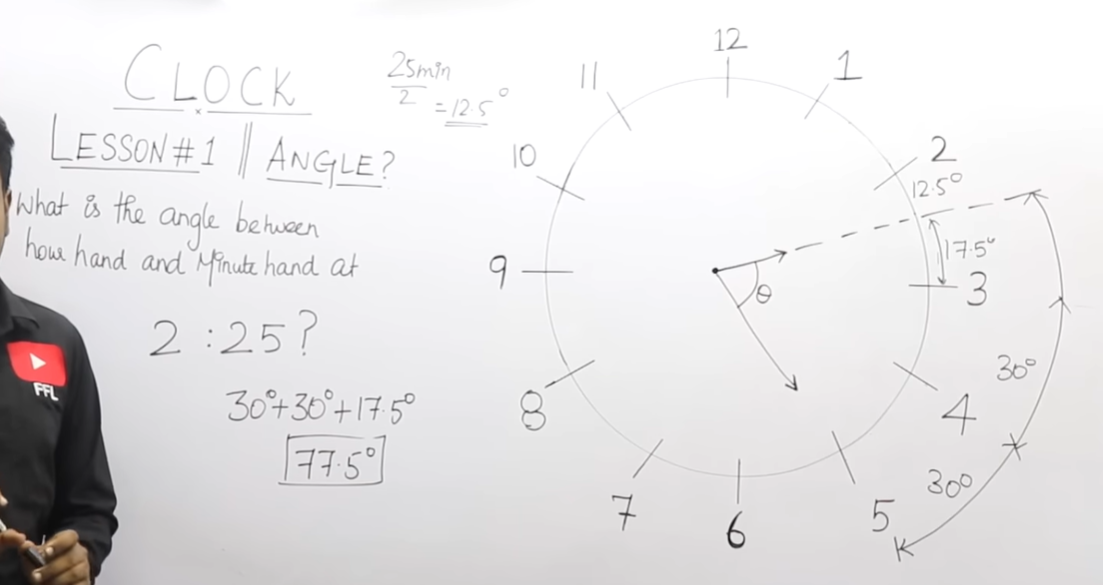 CLOCK
LESSON#1 || ANGLE?
What is the angle between
hour hand and Minute hand at
2 : 25 ?
30°+30°+17.5°
77.5°
25min
2
=12.5°
12
1
2
12.5°
17.5°
3
30°
4
30°
5
6
7
8
9
10
11
θ
FFL